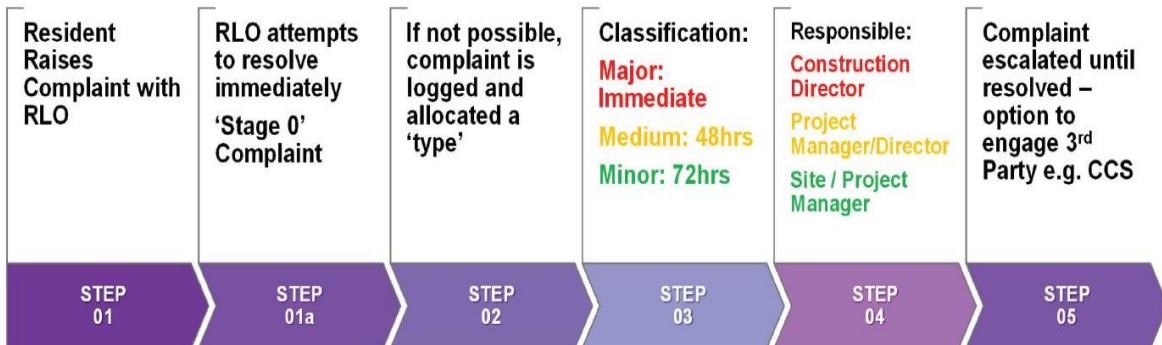 Resident
Raises
Complaint with
RLO
RLO attempts
to resolve
immediately
‘Stage 0’
Complaint
If not possible,
complaint is
logged and
allocated a
‘type’
Classification:
Major:
Immediate
Medium: 48hrs
Minor: 72hrs
Responsible:
Construction
Director
Project
Manager/Director
Site / Project
Manager
Complaint
escalated until
resolved –
option to
engage 3rd
Party e.g. CCS
STEP
01
STEP
01a
STEP
02
STEP
03
STEP
04
STEP
05